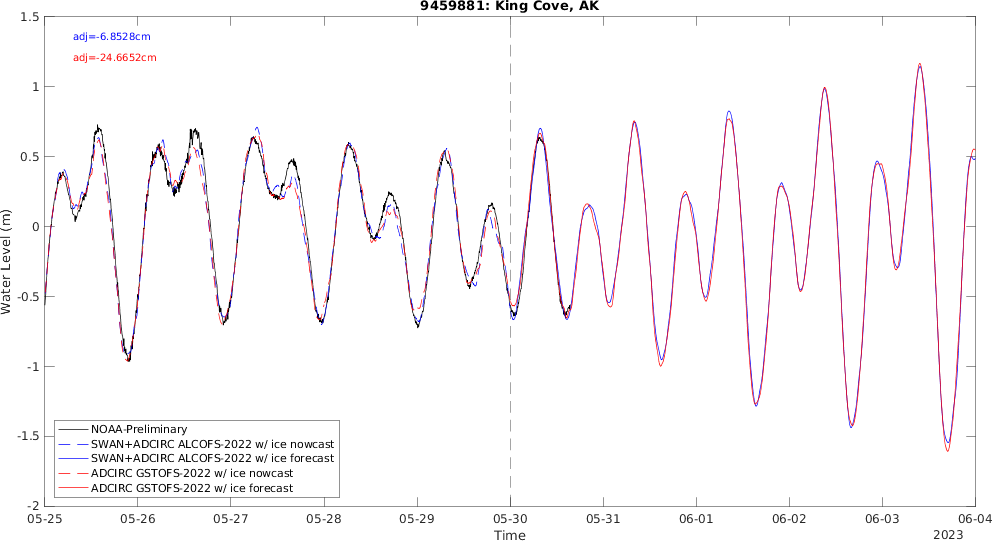 9459881: King Cove, AK
adj=-6.8528cm
adj=-24.6652cm
1.5
1
0.5
0
-0.5
-1
-1.5
-2
Water Level (m)
NOAA-Preliminary
SWAN+ADCIRC ALCOFS-2022 w/ ice nowcast
SWAN+ADCIRC ALCOFS-2022 w/ ice forecast
ADCIRC GSTOFS-2022 w/ ice nowcast
ADCIRC GSTOFS-2022 w/ ice forecast
05-25 05-26 05-27 05-28 05-29 05-30 05-31 06-01 06-02 06-03 06-04
Time
2023